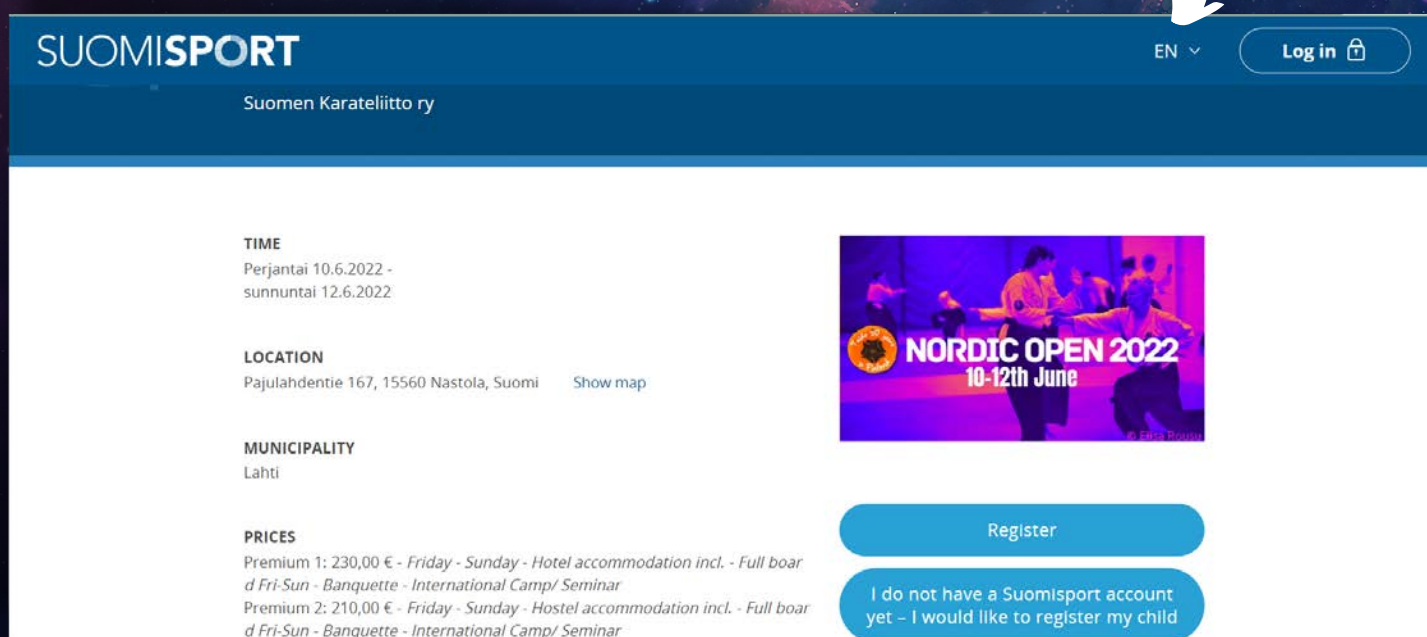 SUOMISPORT
EN
Log in
Suomen Karateliitto ry
TIME
Perjantai 10.6.2022 -
sunnuntai 12.6.2022
LOCATION
Pajulahdentie 167, 15560 Nastola, Suomi Show map
MUNICIPALITY
Lahti
PRICES
Premium 1: 230,00 € - Friday - Sunday - Hotel accommodation incl. - Full boar
d Fri-Sun - Banquette - International Camp/ Seminar
Premium 2: 210,00 € - Friday - Sunday - Hostel accommodation incl. - Full boar
d Fri-Sun - Banquette - International Camp/ Seminar
NORDIC OPEN 2022
10-12th June
© Elisa Rousu
Register
I do not have a Suomisport account
yet – I would like to register my child